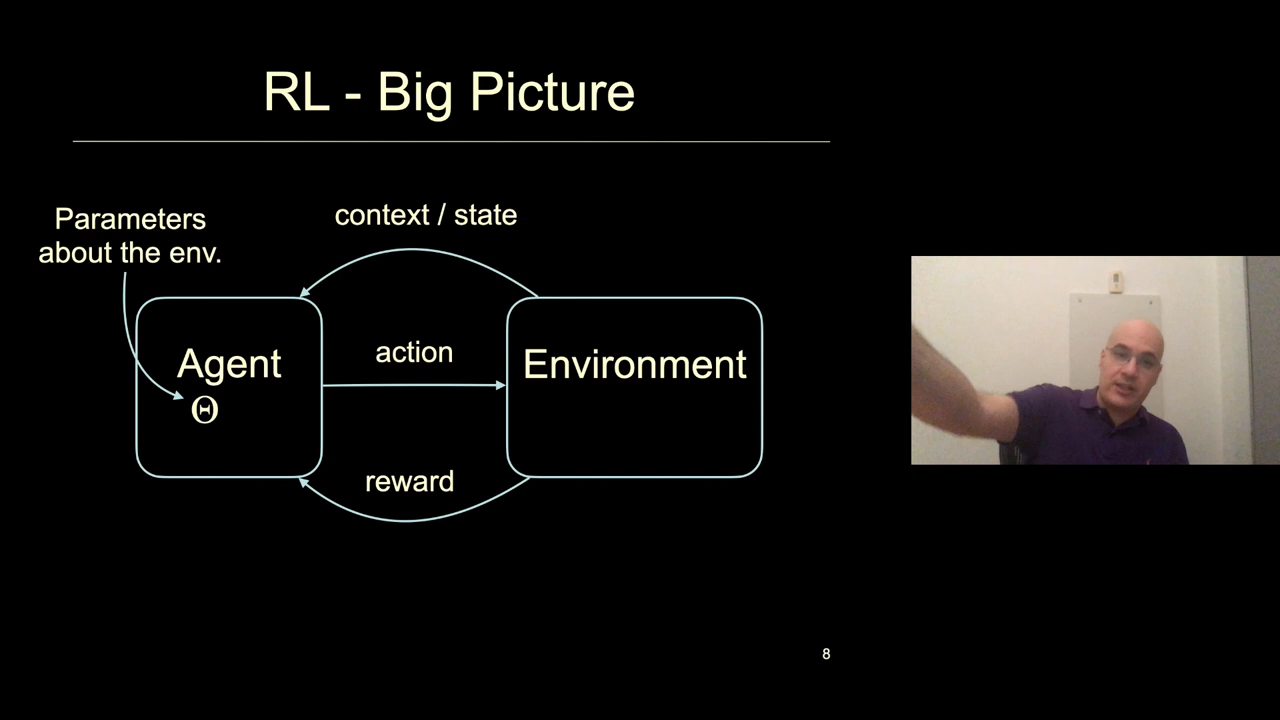 RL - Big Picture
Parameters
about the env.
context / state
Agent
Θ
action
Environment
reward
8